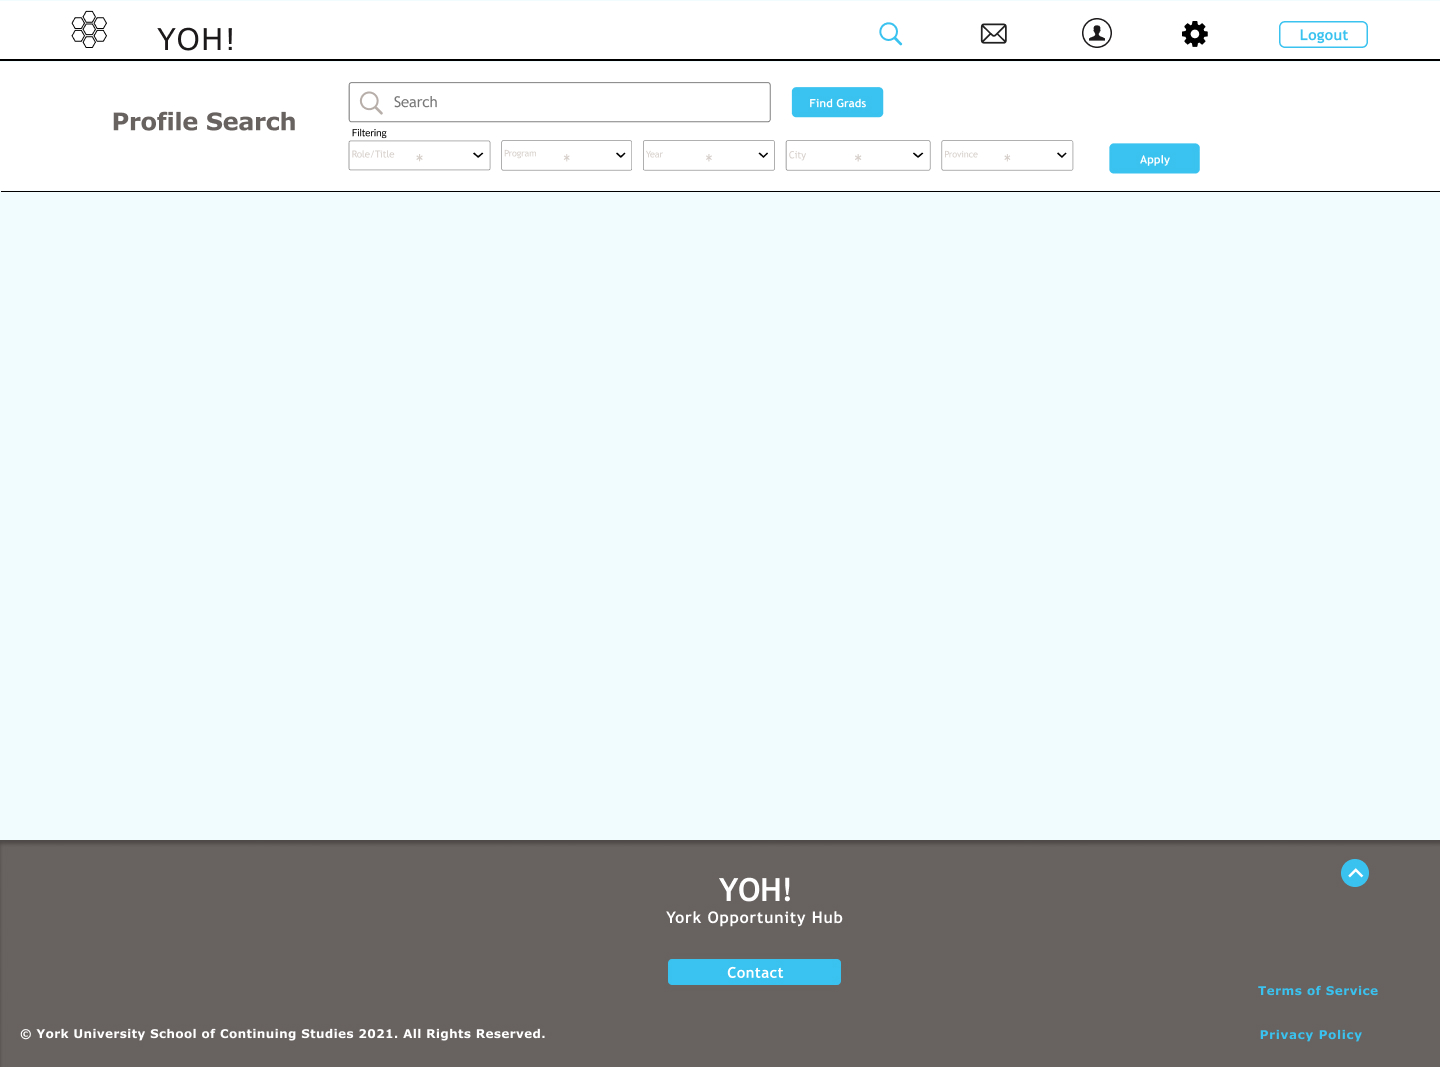 YOH!
Logout
Profile Search
Search
Find Grads
Filtering
Role/Title *
Program *
Year *
City *
Province *
Apply
YOH!
York Opportunity Hub
Contact
Terms of Service
© York University School of Continuing Studies 2021. All Rights Reserved.
Privacy Policy